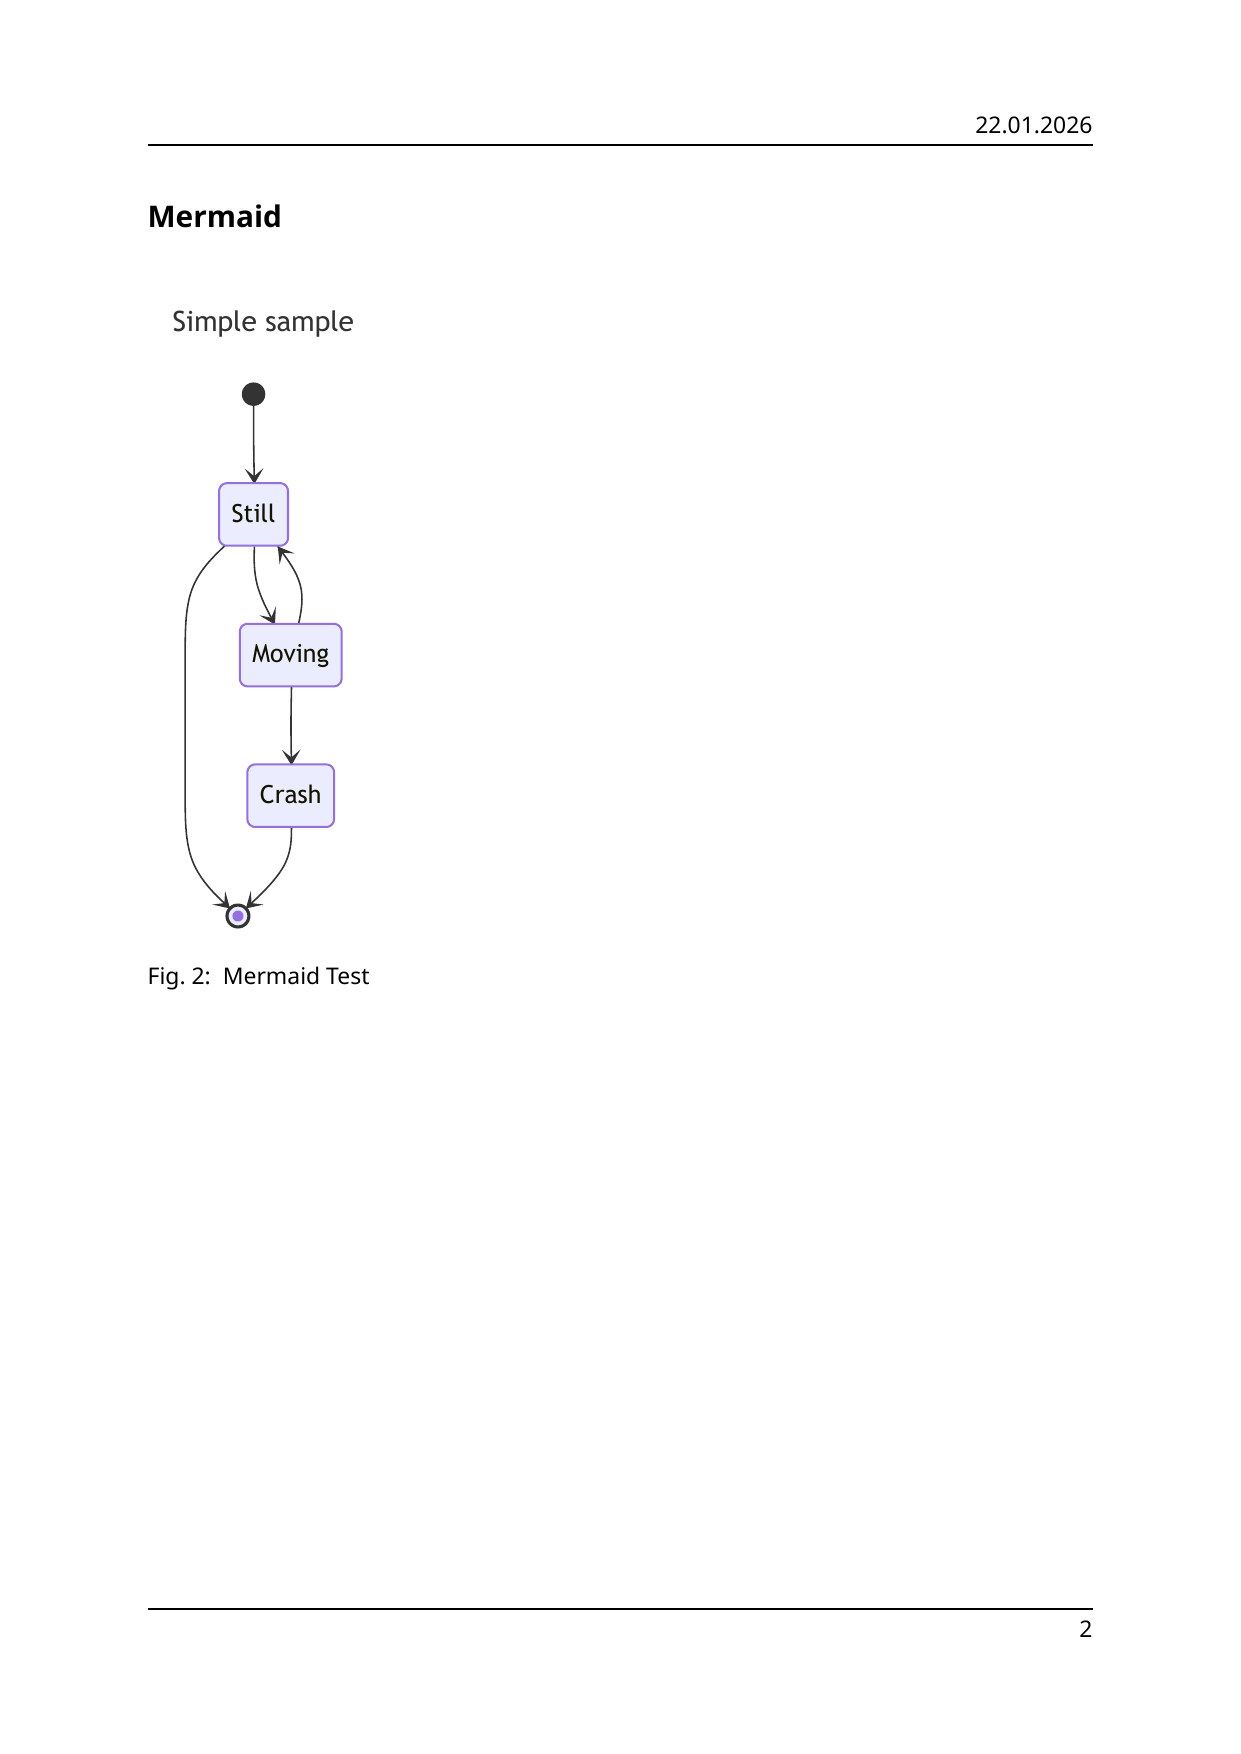 22.01.2026
Mermaid
Simple sample
Still
Moving
Crash
Fig. 2: Mermaid Test
2